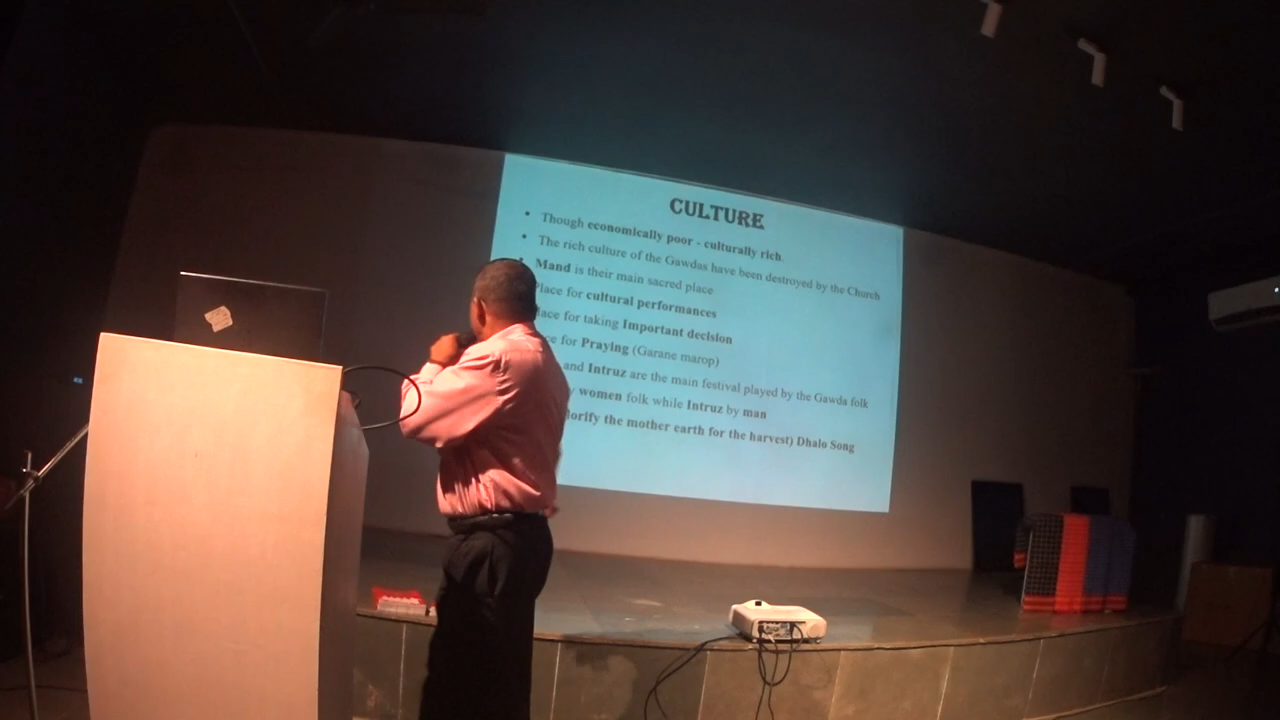 CULTURE
• Though economically poor - culturally rich.
• The rich culture of the Gawdas have been destroyed by the Church
Mand is their main sacred place
Place for cultural performances
lace for taking Important decision
ce for Praying (Garane marop)
and Intruz are the main festival played by the Gawda folk
women folk while Intruz by man
lorify the mother earth for the harvest) Dhalo Song